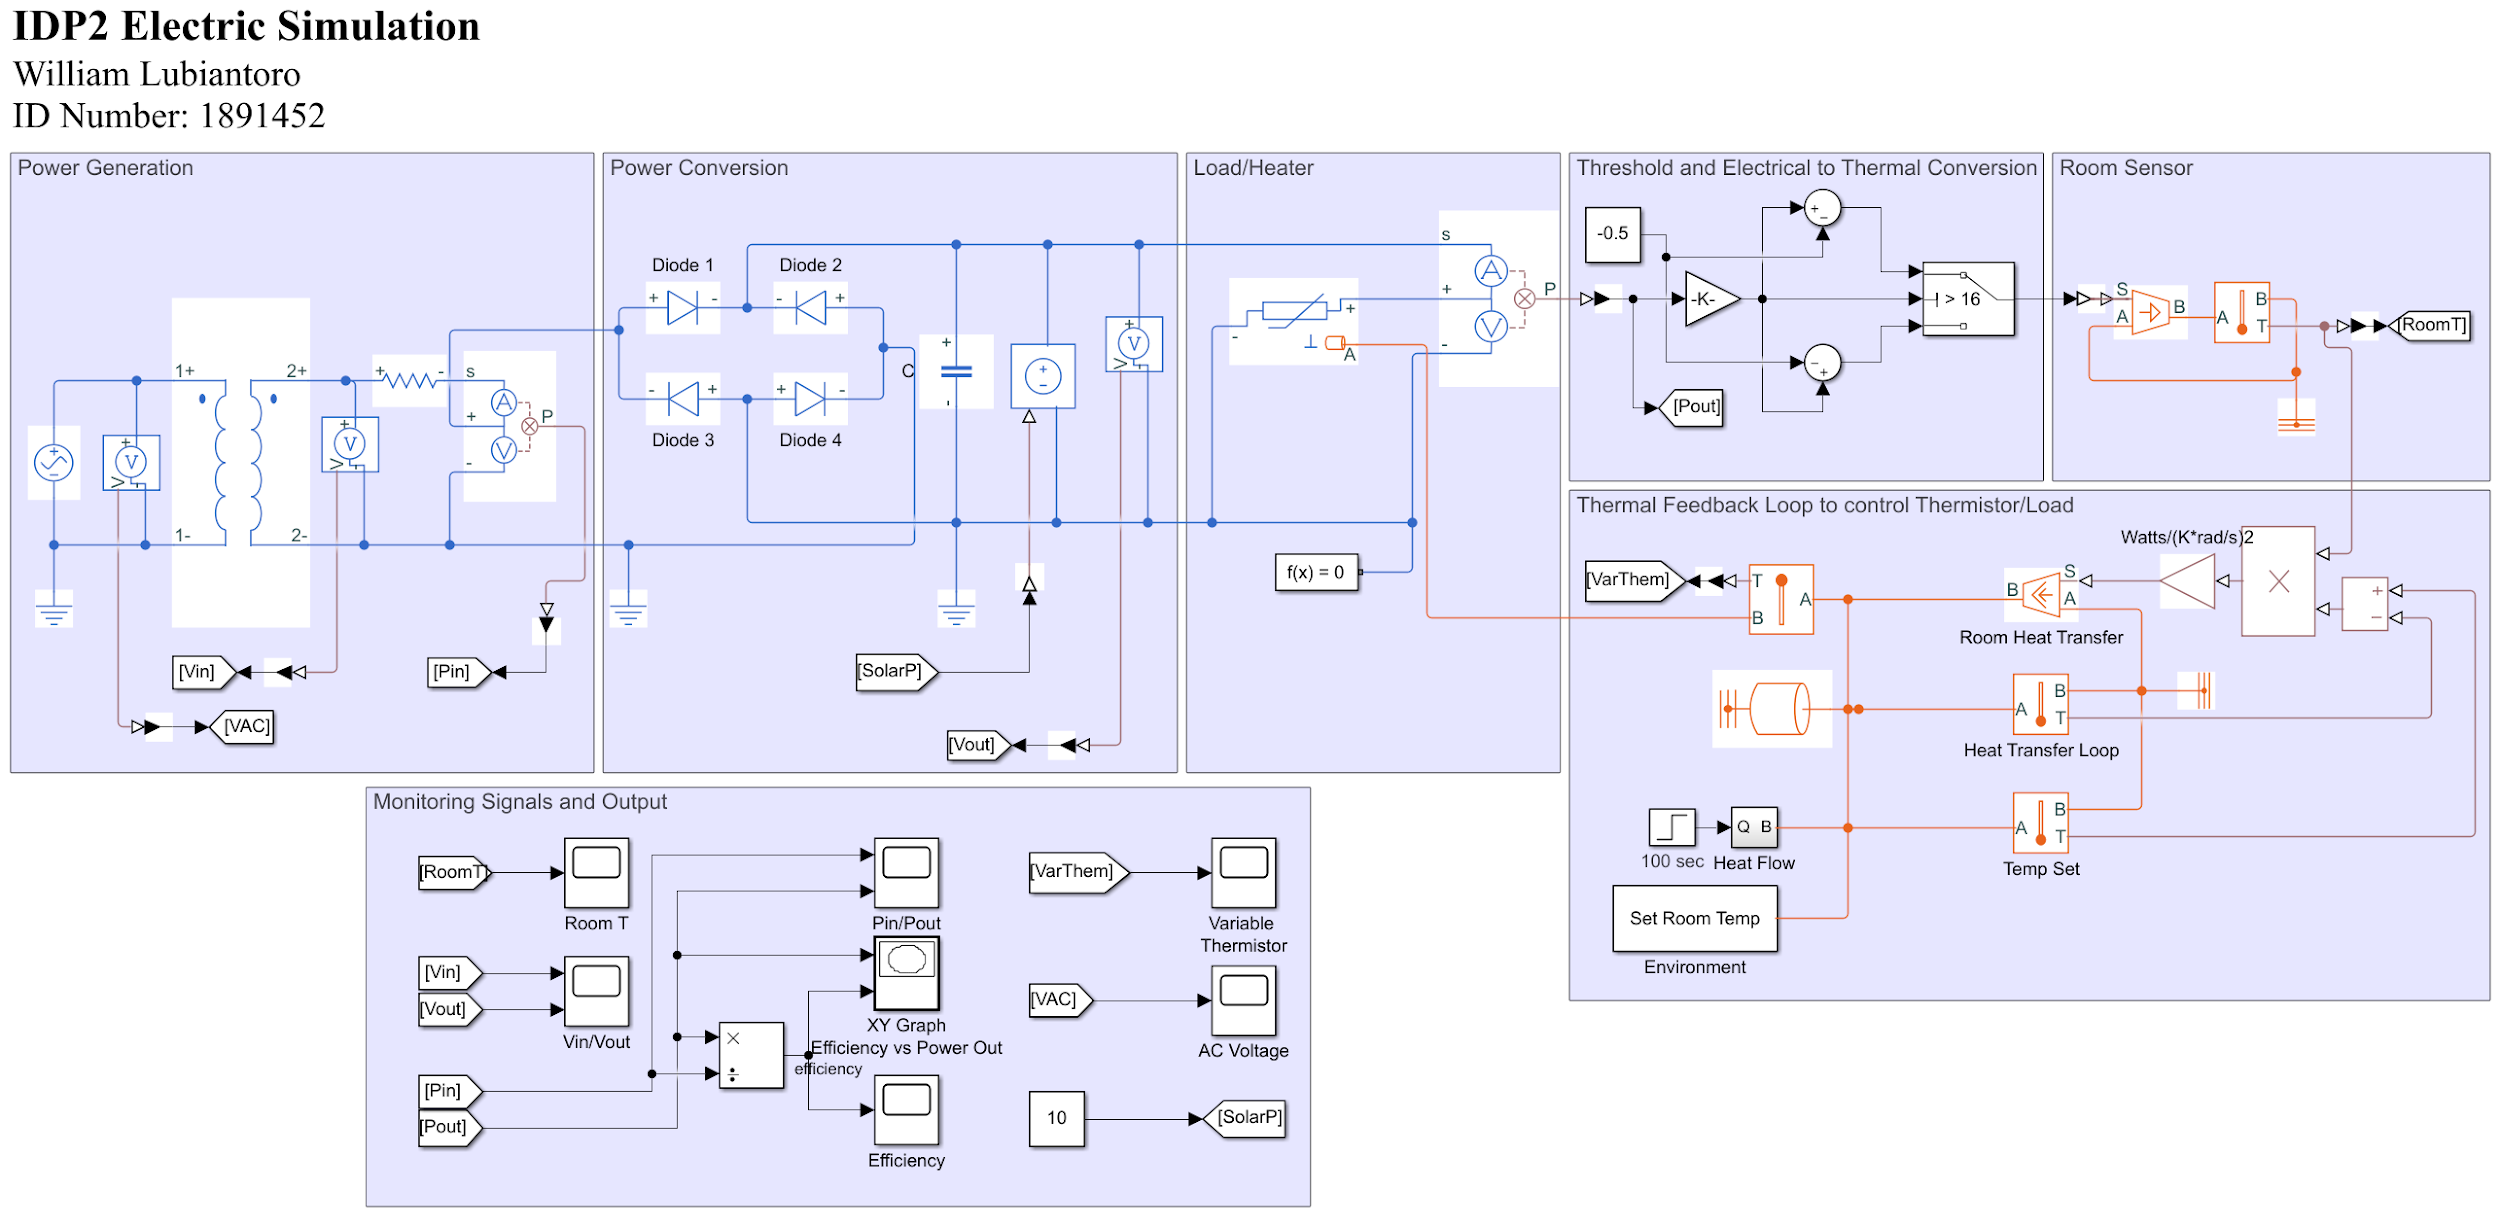 IDP2 Electric Simulation
William Lubiantoro
ID Number: 1891452
Power Generation
1+
2+
+
-
s
A
P
+
V
-
+
V
V
+
V
V
1-
2-
[Vin]
[Pin]
[VAC]
Power Conversion
Diode 1
Diode 2
+
-
-
+
-
+
+
-
Diode 3
Diode 4
C
+
-
+
-
+
V
V
[SolarP]
[Vout]
Load/Heater
s
A
+
P
V
-
+
-
A
f(x) = 0
Threshold and Electrical to Thermal Conversion
-0.5
-K-
+
-
! > 16
-
+
[Pout]
Room Sensor
S
A
B
A
B
T
[RoomT]
Thermal Feedback Loop to control Thermistor/Load
Watts/(K*rad/s)2
[VarThem]
T
A
B
B
S
A
×
+
-
Room Heat Transfer
A
B
T
Heat Transfer Loop
100 sec
Q B
Heat Flow
A
B
T
Temp Set
Set Room Temp
Environment
Monitoring Signals and Output
[RoomT]
Room T
Pin/Pout
[VarThem]
Variable
Thermistor
[Vin]
[Vout]
Vin/Vout
XY Graph
Efficiency vs Power Out
[VAC]
AC Voltage
×
÷
efficiency
[Pin]
[Pout]
Efficiency
10
[SolarP]